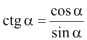 ctg α = cos α / sin α